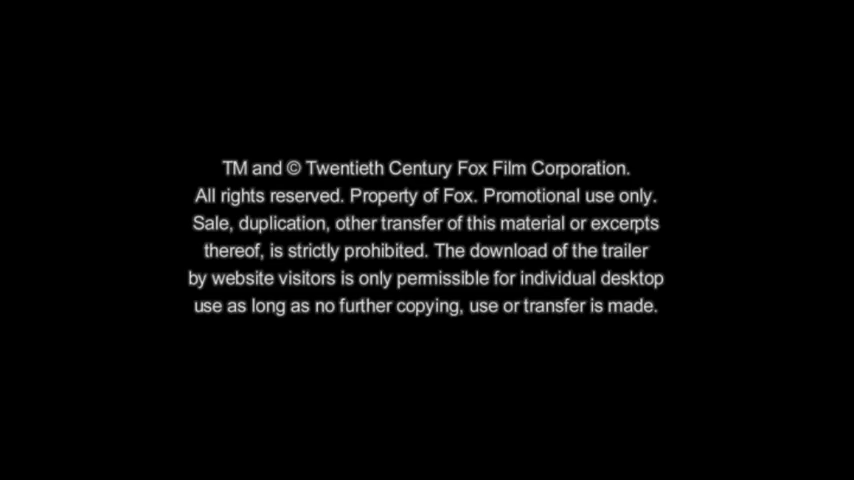 TM and © Twentieth Century Fox Film Corporation.
All rights reserved. Property of Fox. Promotional use only.
Sale, duplication, other transfer of this material or excerpts
thereof, is strictly prohibited. The download of the trailer
by website visitors is only permissible for individual desktop
use as long as no further copying, use or transfer is made.